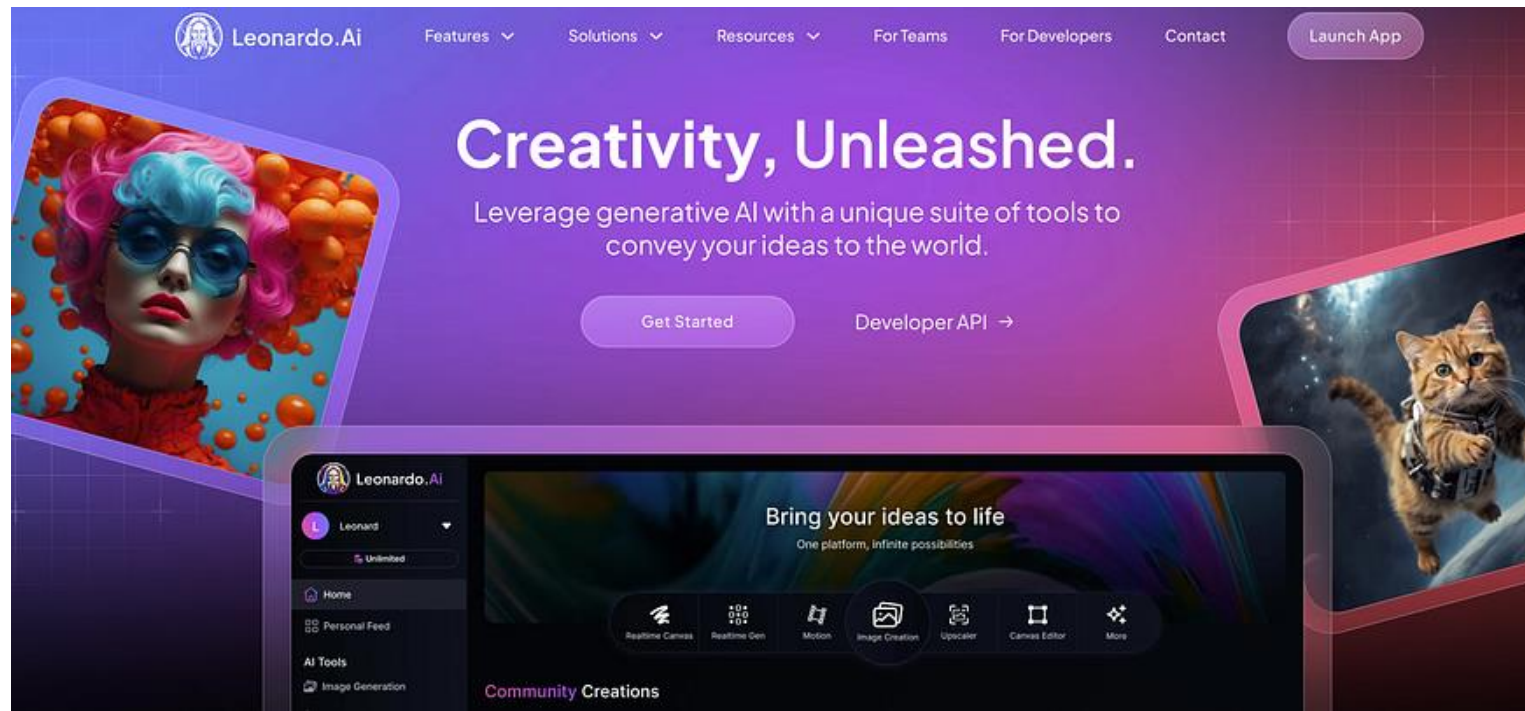 Leonardo.Ai Features Solutions Resources For Teams For Developers Contact Launch App
Creativity, Unleashed.
Leverage generative AI with a unique suite of tools to
convey your ideas to the world.
Get Started Developer API →
Leonardo.Ai
L Leonard
Unlimited
Home
Personal Feed
AI Tools
Image Generation
Bring your ideas to life
One platform, infinite possibilities
Realtime Canvas Realtime Gen Motion Image Creation Upscaler Canvas Editor More
Community Creations